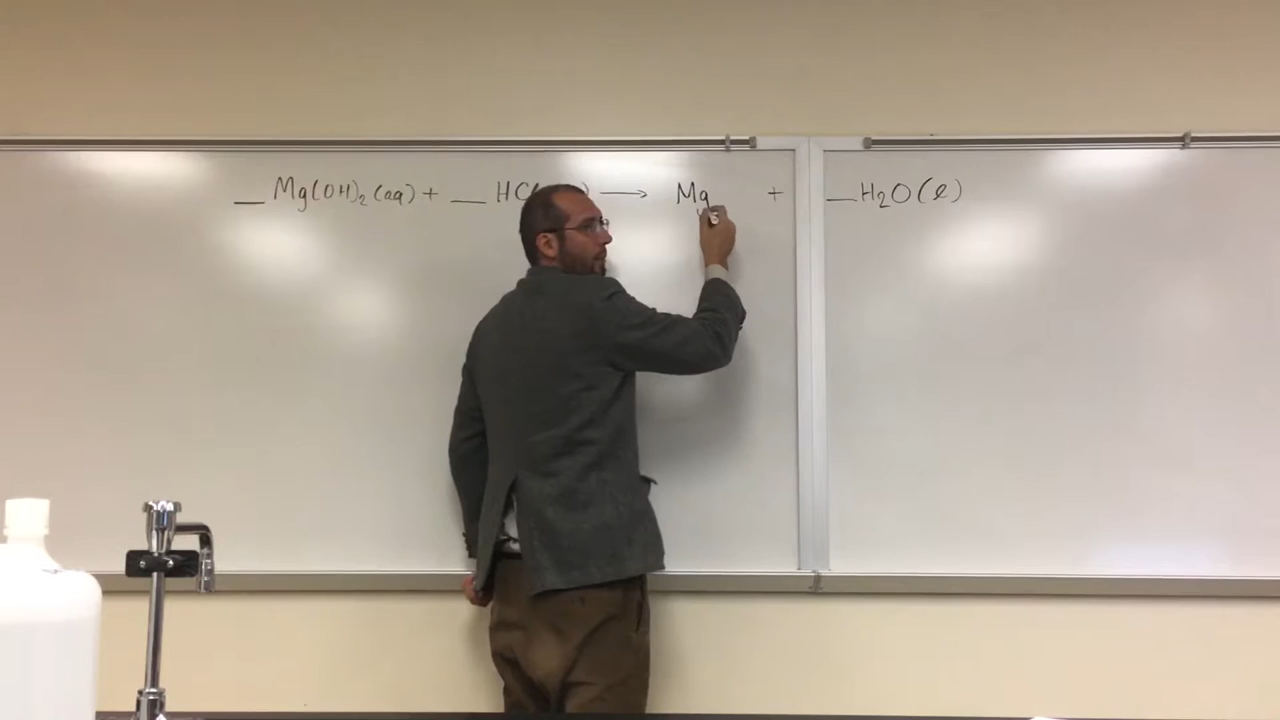 __ Mg(OH)₂ (aq) + __ HC ) → Mg + __ H₂O(l)